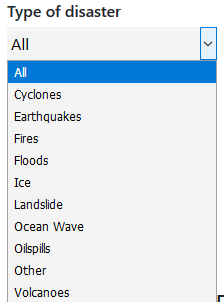 Type of disaster
All
All
Cyclones
Earthquakes
Fires
Floods
Ice
Landslide
Ocean Wave
Oilspills
Other
Volcanoes